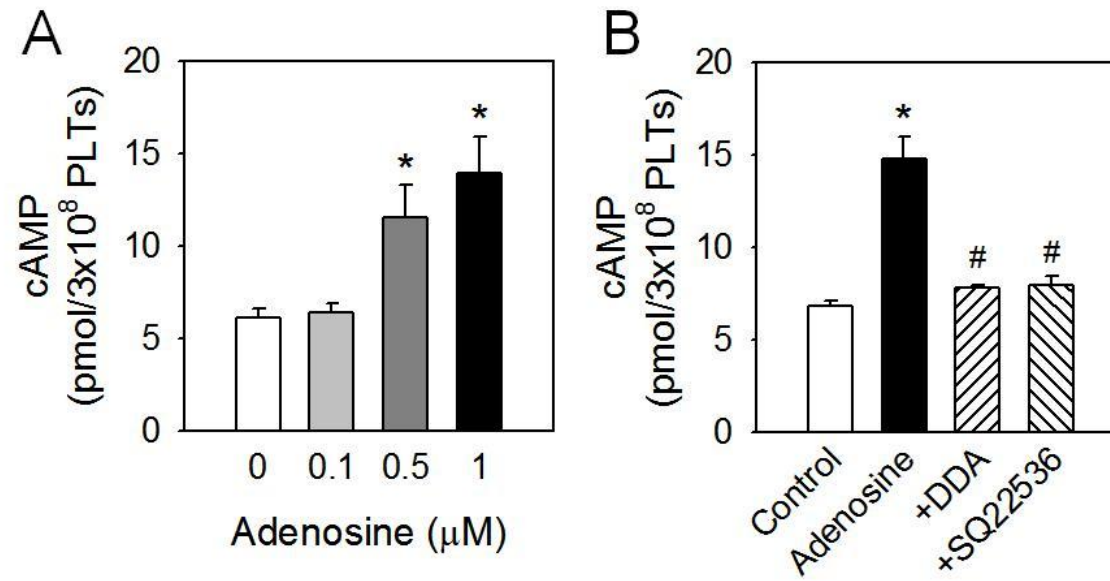 A
cAMP
(pmol/3x10⁸ PLTs)
20
15
10
5
0
*
*
0 0.1 0.5 1
Adenosine (μM)
B
cAMP
(pmol/3x10⁸ PLTs)
20
15
10
5
0
*
#
#
Control
Adenosine
+DDA
+SQ22536